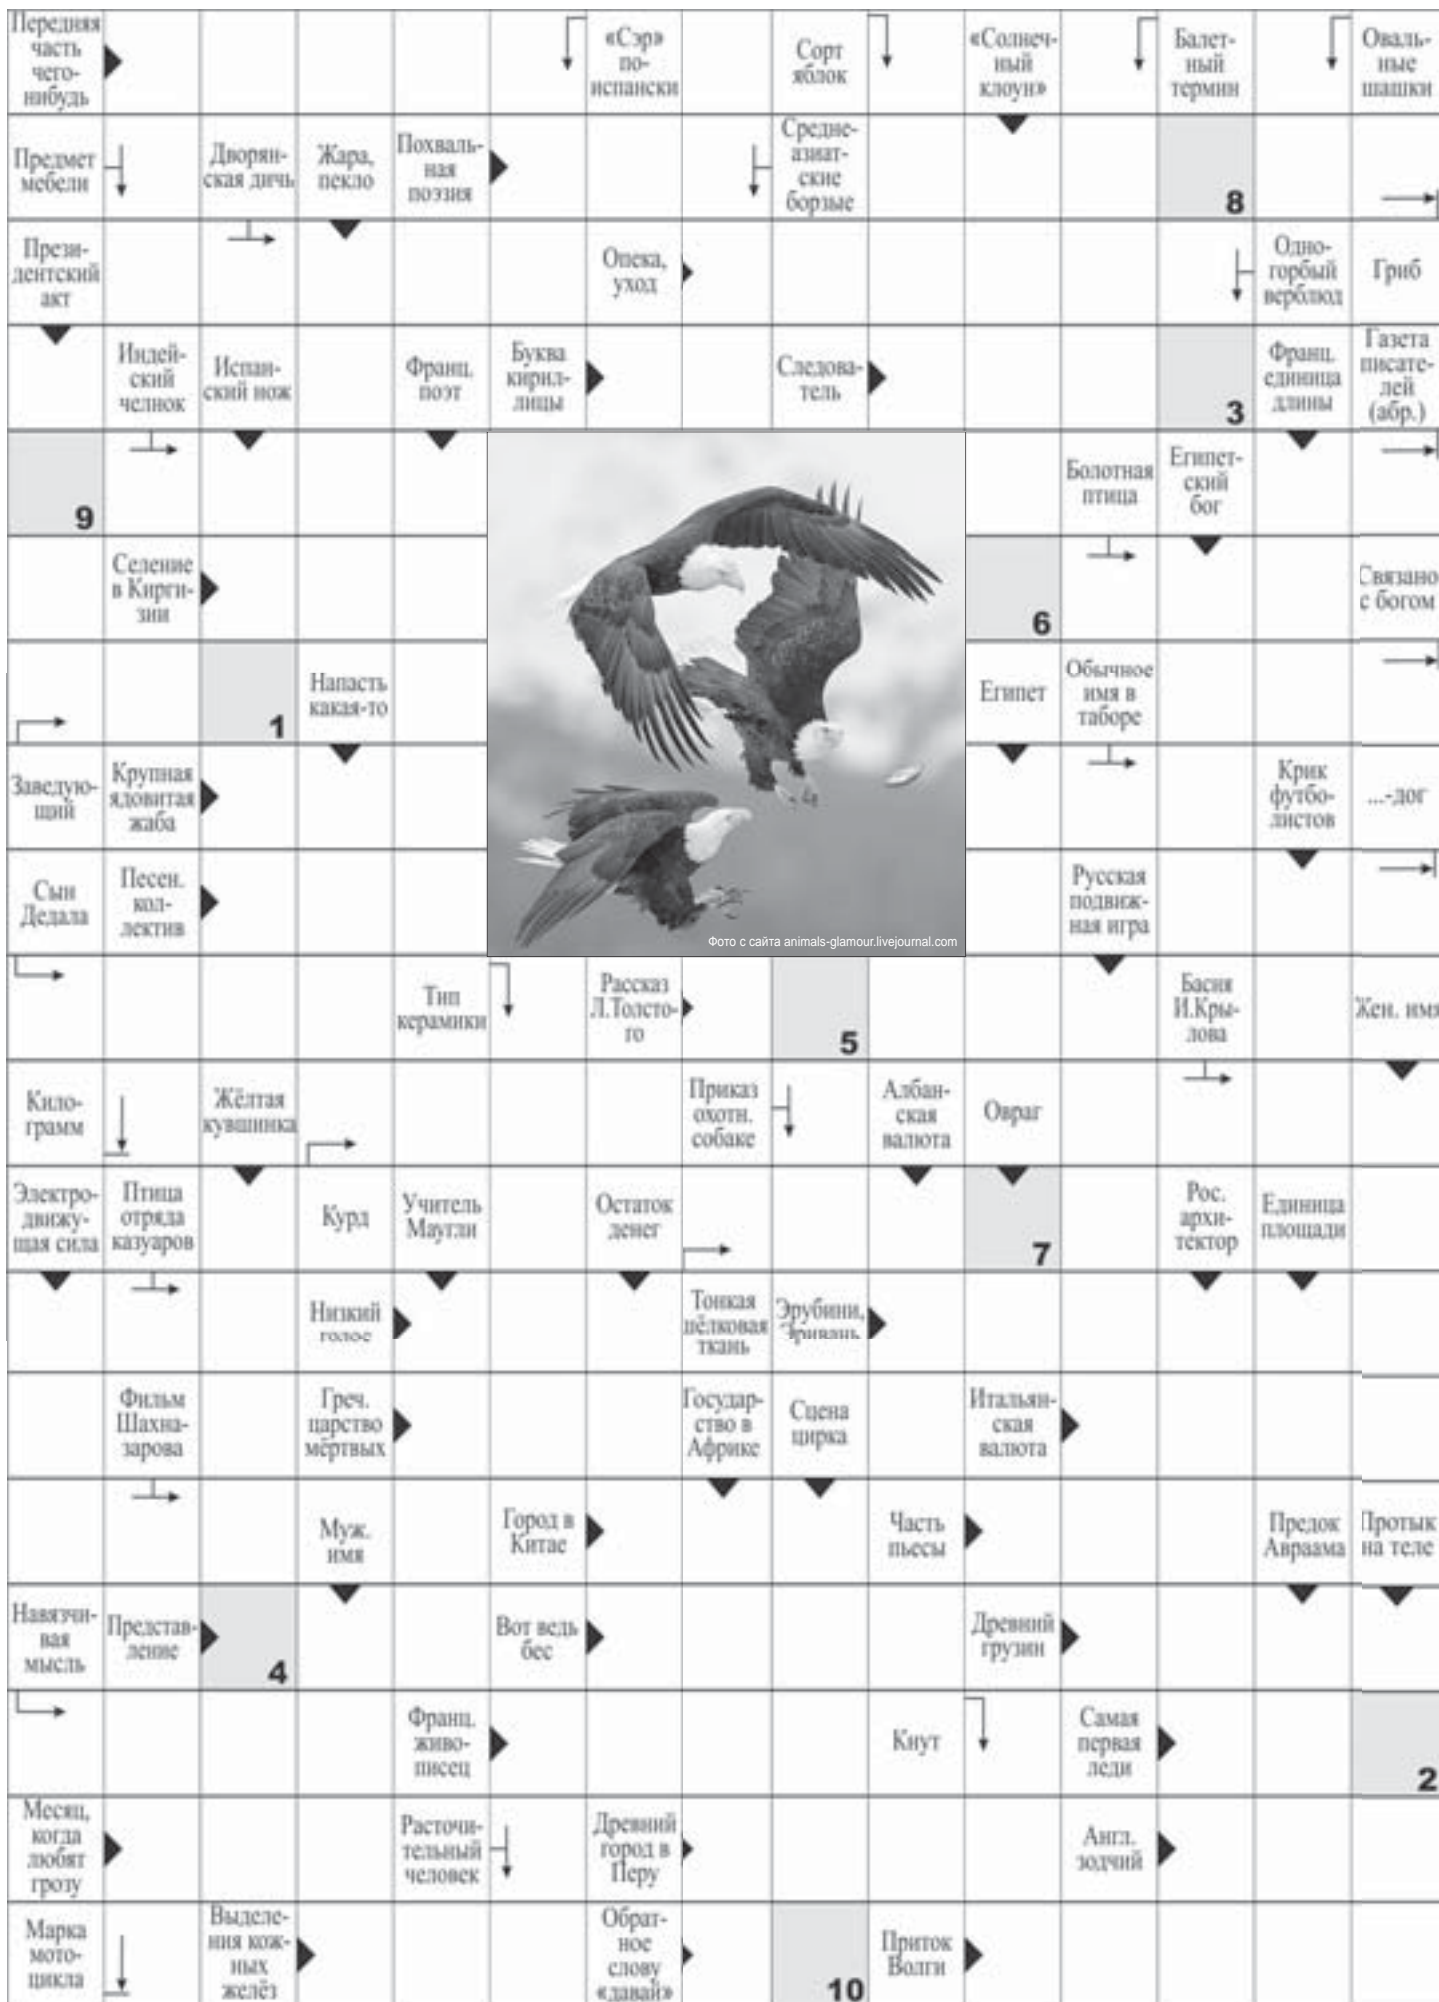 Передняя
часть
чего-
нибудь
«Сэр»
по-
испански
Сорт
яблок
«Солнеч-
ный
клоун»
Балет-
ный
термин
Оваль-
ные
шашки
Предмет
мебели
Дворян-
ская дичь
Жара,
пекло
Похваль-
ная
поэзия
Средне-
азиат-
ские
борзые
8
Прези-
дентский
акт
Опека,
уход
Одно-
горбый
верблюд
Гриб
Индей-
ский
челнок
Испан-
ский нож
Франц.
поэт
Буква
кирил-
лицы
Следова-
тель
3
Франц.
единица
длины
Газета
писате-
лей
(абр.)
9
Болотная
птица
Египет-
ский
бог
Селение
в Кирги-
зии
6
Связано
с богом
1
Напасть
какая-то
Египет
Обычное
имя в
таборе
Заведую-
щий
Крупная
ядовитая
жаба
Крик
футбо-
листов
...-дог
Сын
Дедала
Песен.
кол-
лектив
Русская
подвиж-
ная игра
Фото с сайта animals-glamour.livejournal.com
Тип
керамики
Рассказ
Л.Толсто-
го
5
Басня
И.Кры-
лова
Жен. имя
Кило-
грамм
Жёлтая
кувшинка
Приказ
охотн.
собаке
Албан-
ская
валюта
Овраг
Электро-
движу-
щая сила
Птица
отряда
казуаров
Курд
Учитель
Маугли
Остаток
денег
7
Рос.
архи-
тектор
Единица
площади
Низкий
голос
Тонкая
шёлковая
ткань
Эрубини,
Эривань
Фильм
Шахна-
зарова
Греч.
царство
мёртвых
Государ-
ство в
Африке
Сцена
цирка
Итальян-
ская
валюта
Муж.
имя
Город в
Китае
Часть
пьесы
Предок
Авраама
Протык
на теле
Навязчи-
вая
мысль
Представ-
ление
4
Вот ведь
бес
Древний
грузин
Франц.
живо-
писец
Кнут
Самая
первая
леди
2
Месяц,
когда
любят
грозу
Расточи-
тельный
человек
Древний
город в
Перу
Англ.
зодчий
Марка
мото-
цикла
Выделе-
ния кож-
ных
желёз
Обрат-
ное
слову
«давай»
10
Приток
Волги